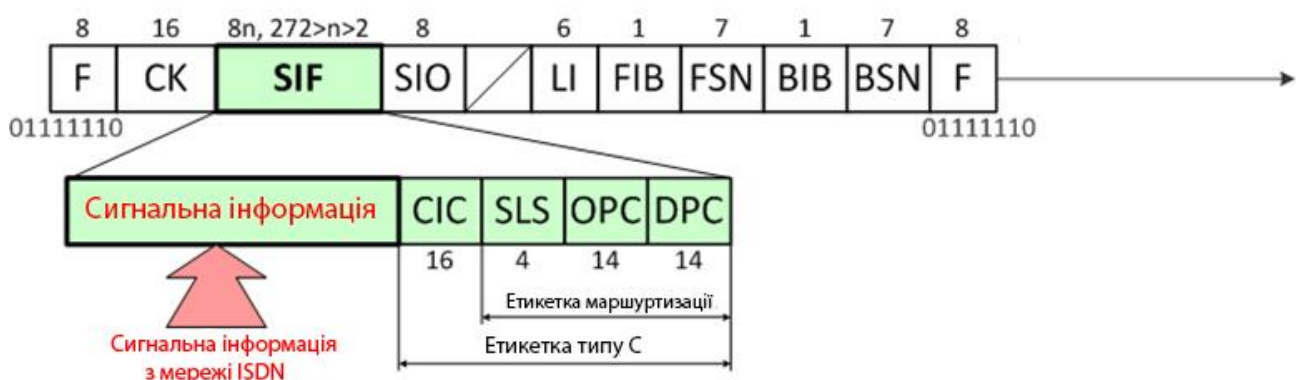 8 16 8n, 272>n>2 8 6 1 7 1 7 8
F CK SIF SIO LI FIB FSN BIB BSN F
01111110 01111110
Сигнальна інформація CIC SLS OPC DPC
16 4 14 14
Етикетка маршуртизації.
Етикетка типу С
Сигнальна інформація
з мережі ISDN